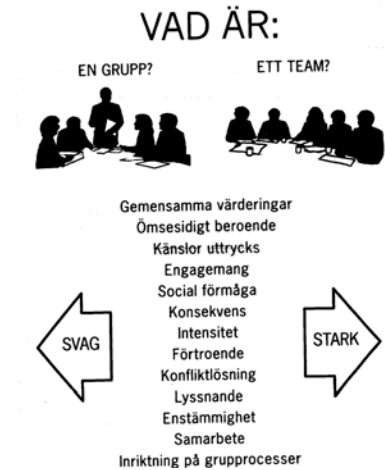 VAD ÄR:
EN GRUPP?
ETT TEAM?
Gemensamma värderingar
Ömsesidigt beroende
Känslor uttrycks
Engagemang
Social förmåga
Konsekvens
Intensitet
Förtroende
Konfliktlösning
Lyssnande
Enstämmighet
Samarbete
Inriktning på grupprocesser
SVAG
STARK